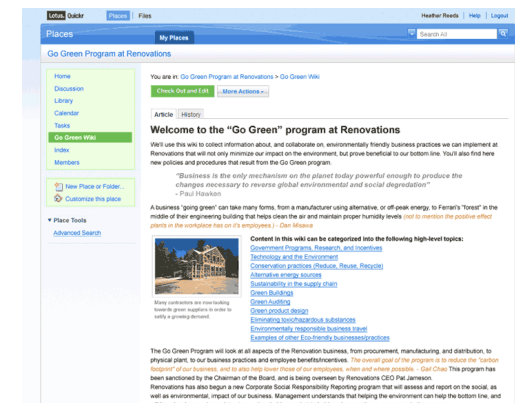 Lotus. Quickr Places Files Heather Reeds Help Logout
Places My Places Search All
Go Green Program at Renovations
Home
Discussion
Library
Calendar
Tasks
Go Green Wiki
Index
Members
New Place or Folder...
Customize this place
Place Tools
Advanced Search
You are in: Go Green Program at Renovations > Go Green Wiki
Check Out and Edit More Actions
Article History
Welcome to the “Go Green” program at Renovations
We'll use this wiki to collect information about, and collaborate on, environmentally friendly business practices we can implement at
Renovations that will not only minimize our impact on the environment, but prove beneficial to our bottom line. You'll also find here
new policies and procedures that result from the Go Green program.
"Business is the only mechanism on the planet today powerful enough to produce the
changes necessary to reverse global environmental and social degredation"
- Paul Hawken
A business "going green" can take many forms, from a manufacturer using alternative, or off-peak energy, to Ferrari's "forest" in the
middle of their engineering building that helps clean the air and maintain proper humidity levels (not to mention the positive effect
plants in the workplace has on it's employees.) - Dan Misawa
Many contractors are now looking
towards green suppliers in order to
satify a growing demand.
Content in this wiki can be categorized into the following high-level topics:
Government Programs, Research, and Incentives
Technology and the Environment
Conservation practices (Reduce, Reuse, Recycle)
Alternative energy sources
Sustainability in the supply chain
Green Buildings
Green Auditing
Green product design
Eliminating toxic/hazardous substances
Environmentally responsible business travel
Examples of other Eco-friendly businesses/practices
The Go Green Program will look at all aspects of the Renovation business, from procurement, manufacturing, and distribution, to
physical plant, to our business practices and employee benefits/incentives. The overall goal of the program is to reduce the "carbon
footprint" of our business, and to also help lower those of our employees, when and where possible. - Gail Chao This program has
been sanctioned by the Chairman of the Board, and is being overseen by Renovations CEO Pat Jamieson.
Renovations has also begun a new Corporate Social Responsibility Reporting program that will assess and report on the social, as
well as environmental, impact of our business. Management understands that helping the environment can help the bottom line, and